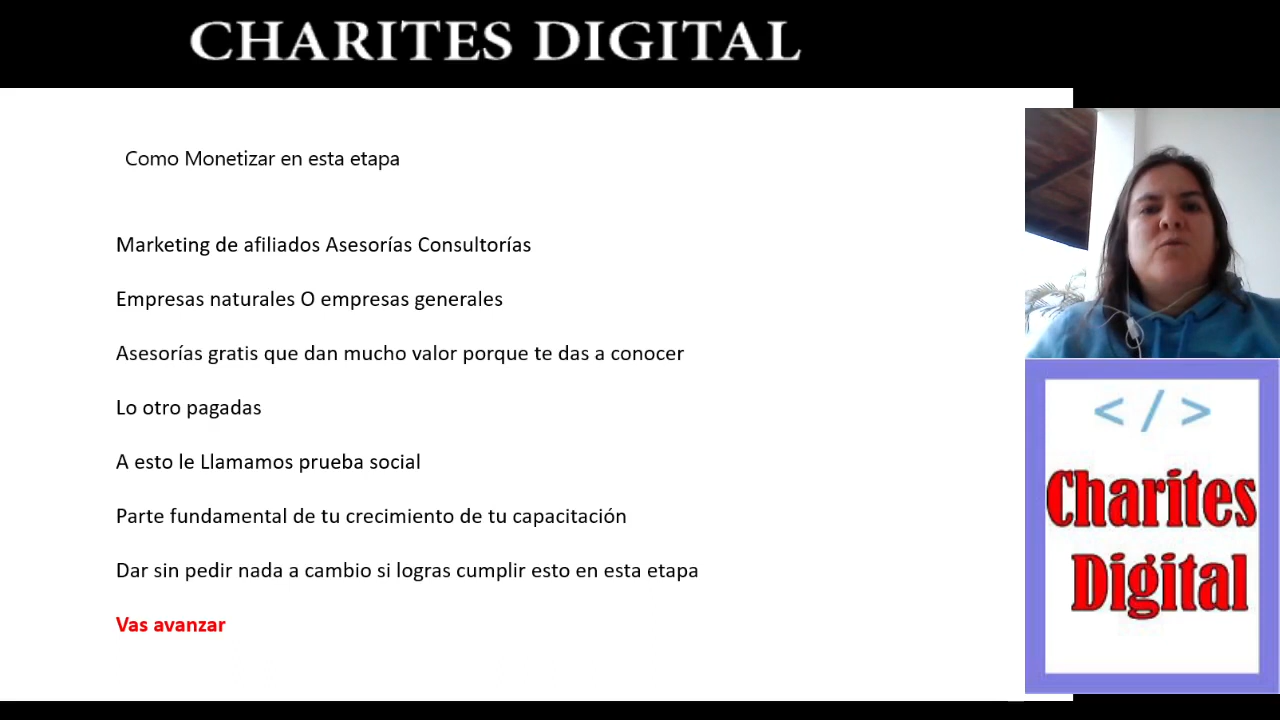 CHARITES DIGITAL
Como Monetizar en esta etapa
Marketing de afiliados Asesorías Consultorías
Empresas naturales O empresas generales
Asesorías gratis que dan mucho valor porque te das a conocer
Lo otro pagadas
A esto le Llamamos prueba social
Parte fundamental de tu crecimiento de tu capacitación
Dar sin pedir nada a cambio si logras cumplir esto en esta etapa
Vas avanzar
</>
Charites
Digital